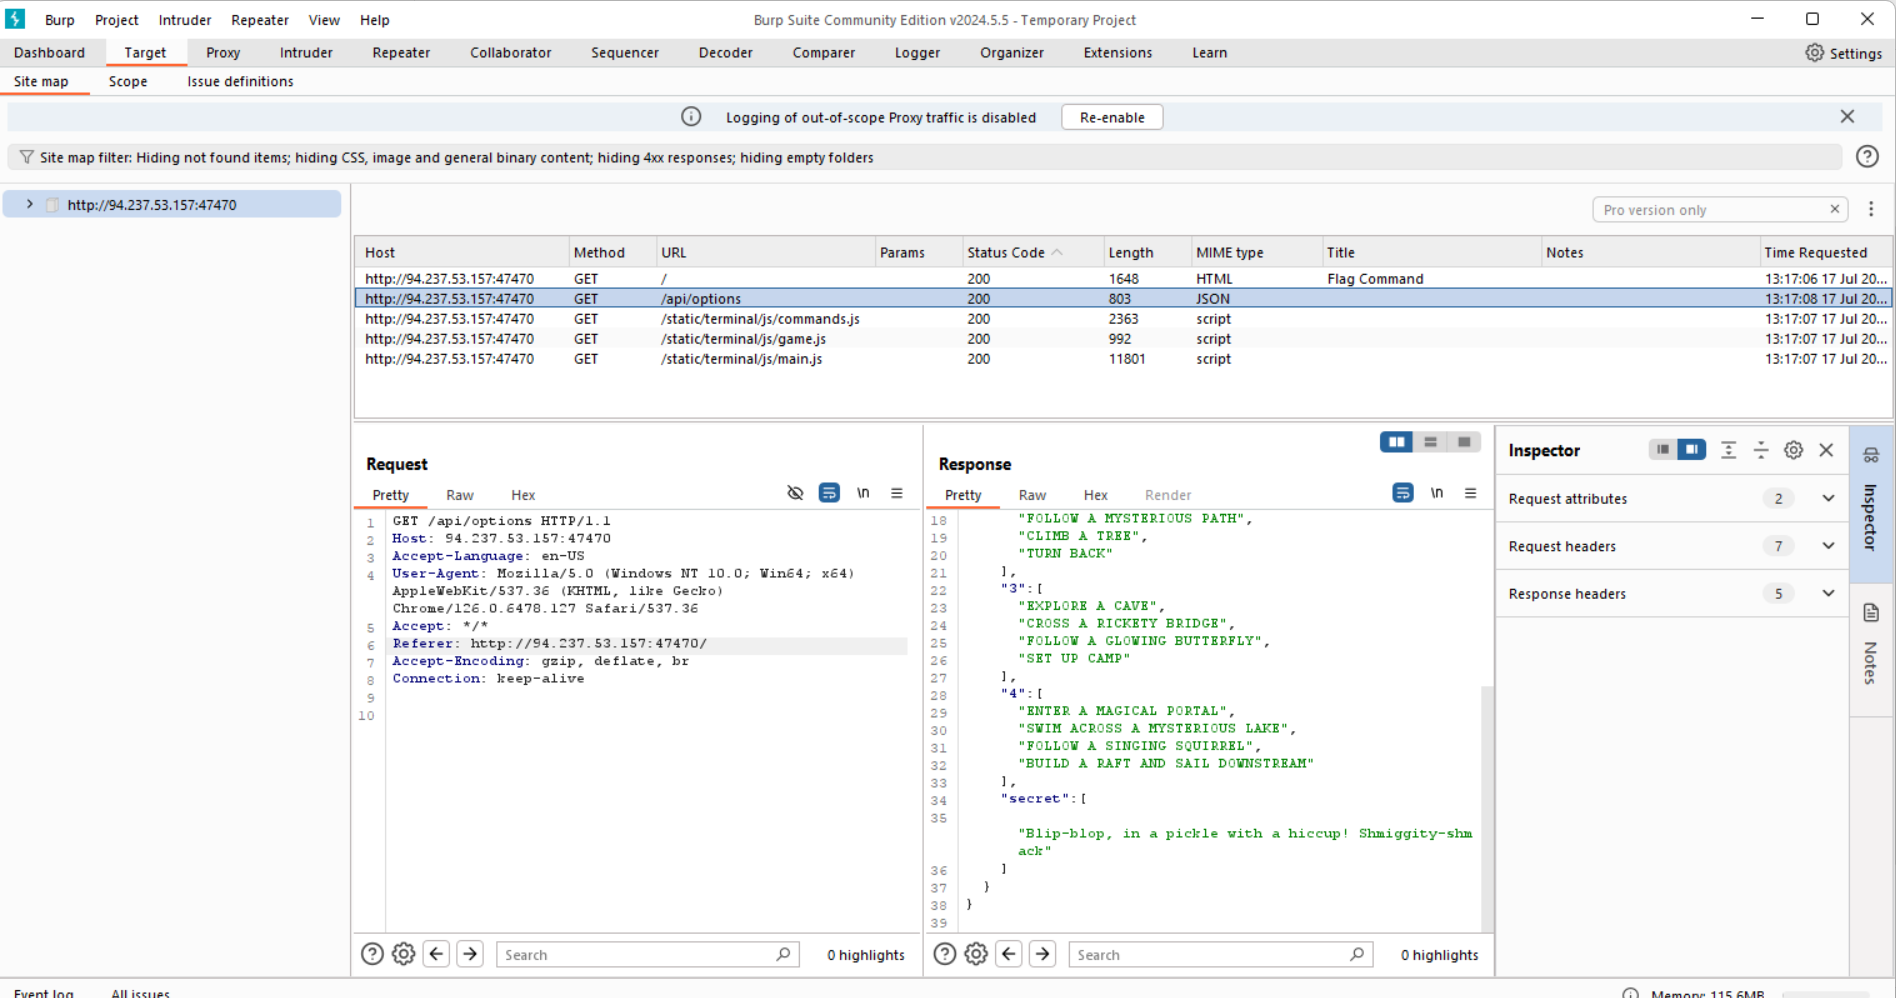 Burp Project Intruder Repeater View Help Burp Suite Community Edition v2024.5.5 - Temporary Project
Dashboard Target Proxy Intruder Repeater Collaborator Sequencer Decoder Comparer Logger Organizer Extensions Learn Settings
Site map Scope Issue definitions
Logging of out-of-scope Proxy traffic is disabled Re-enable
Site map filter: Hiding not found items; hiding CSS, image and general binary content; hiding 4xx responses; hiding empty folders
http://94.237.53.157:47470
Pro version only
Host Method URL Params Status Code Length MIME type Title Notes Time Requested
http://94.237.53.157:47470 GET / 200 1648 HTML Flag Command 13:17:06 17 Jul 20...
http://94.237.53.157:47470 GET /api/options 200 803 JSON 13:17:08 17 Jul 20...
http://94.237.53.157:47470 GET /static/terminal/js/commands.js 200 2363 script 13:17:07 17 Jul 20...
http://94.237.53.157:47470 GET /static/terminal/js/game.js 200 992 script 13:17:07 17 Jul 20...
http://94.237.53.157:47470 GET /static/terminal/js/main.js 200 11801 script 13:17:07 17 Jul 20...
Request
Pretty Raw Hex \n
1 GET /api/options HTTP/1.1
2 Host: 94.237.53.157:47470
3 Accept-Language: en-US
4 User-Agent: Mozilla/5.0 (Windows NT 10.0; Win64; x64)
AppleWebKit/537.36 (KHTML, like Gecko)
Chrome/126.0.6478.127 Safari/537.36
5 Accept: */*
6 Referer: http://94.237.53.157:47470/
7 Accept-Encoding: gzip, deflate, br
8 Connection: keep-alive
9
10
Search 0 highlights
Response
Pretty Raw Hex Render \n
18 "FOLLOW A MYSTERIOUS PATH",
19 "CLIMB A TREE",
20 "TURN BACK"
21 ],
22 "3":[
23 "EXPLORE A CAVE",
24 "CROSS A RICKETY BRIDGE",
25 "FOLLOW A GLOWING BUTTERFLY",
26 "SET UP CAMP"
27 ],
28 "4":[
29 "ENTER A MAGICAL PORTAL",
30 "SWIM ACROSS A MYSTERIOUS LAKE",
31 "FOLLOW A SINGING SQUIRREL",
32 "BUILD A RAFT AND SAIL DOWNSTREAM"
33 ],
34 "secret":[
35
"Blip-blop, in a pickle with a hiccup! Shmiggity-shm
ack"
36 ]
37 }
38 }
39
Search 0 highlights
Inspector
Request attributes 2
Request headers 7
Response headers 5
Inspector
Notes
Event log All issues Memory: 115.6MB